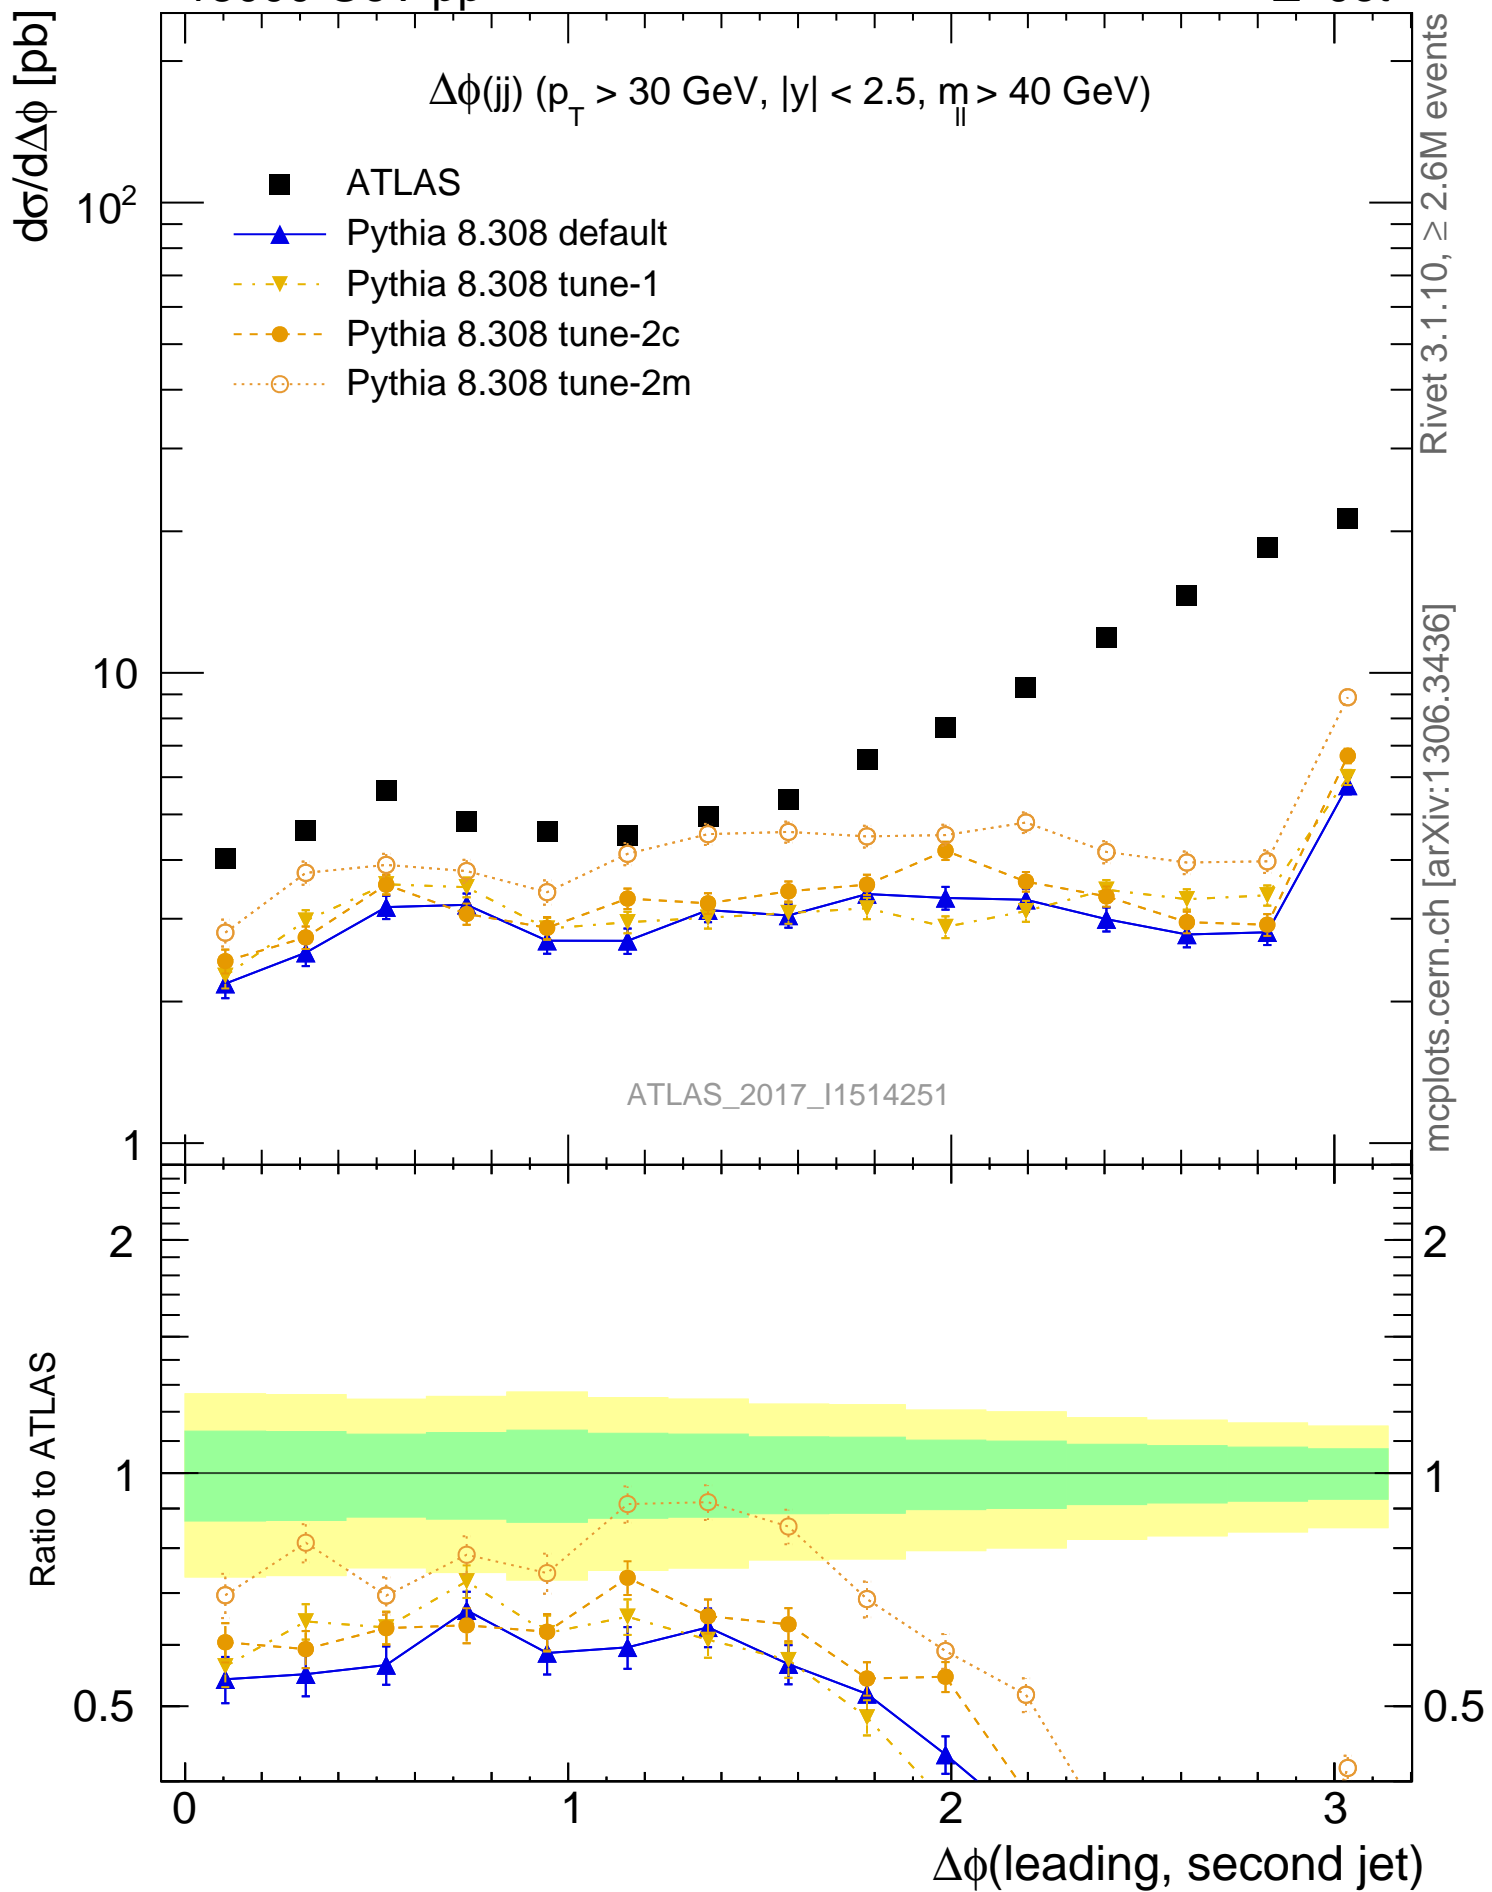 dσ/dΔϕ [pb]
Δϕ(jj) (p_T > 30 GeV, |y| < 2.5, m_ll > 40 GeV)
ATLAS
Pythia 8.308 default
Pythia 8.308 tune-1
Pythia 8.308 tune-2c
Pythia 8.308 tune-2m
10²
10
1
ATLAS_2017_I1514251
Rivet 3.1.10, ≥ 2.6M events
mcplots.cern.ch [arXiv:1306.3436]
Ratio to ATLAS
2
1
0.5
2
1
0.5
0 1 2 3
Δϕ(leading, second jet)